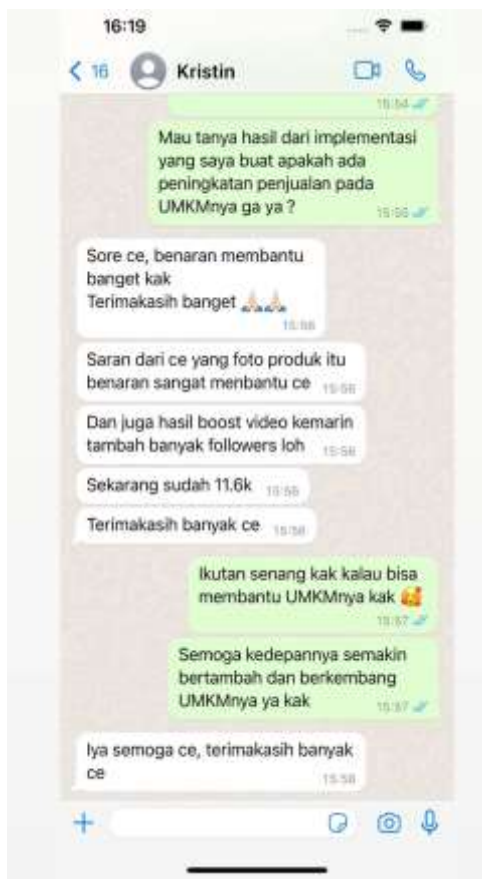 16:19
16
Kristin
15:54
Mau tanya hasil dari implementasi
yang saya buat apakah ada
peningkatan penjualan pada
UMKMnya ga ya ?
15:55
Sore ce, benaran membantu
banget kak
Terimakasih banget 🙏🏻🙏🏻
15:56
Saran dari ce yang foto produk itu
benaran sangat menbantu ce
15:56
Dan juga hasil boost video kemarin
tambah banyak followers loh
15:56
Sekarang sudah 11.6k
15:56
Terimakasih banyak ce
15:56
Ikutan senang kak kalau bisa
membantu UMKMnya kak 🥰
15:57
Semoga kedepannya semakin
bertambah dan berkembang
UMKMnya ya kak
15:57
Iya semoga ce, terimakasih banyak
ce
15:58